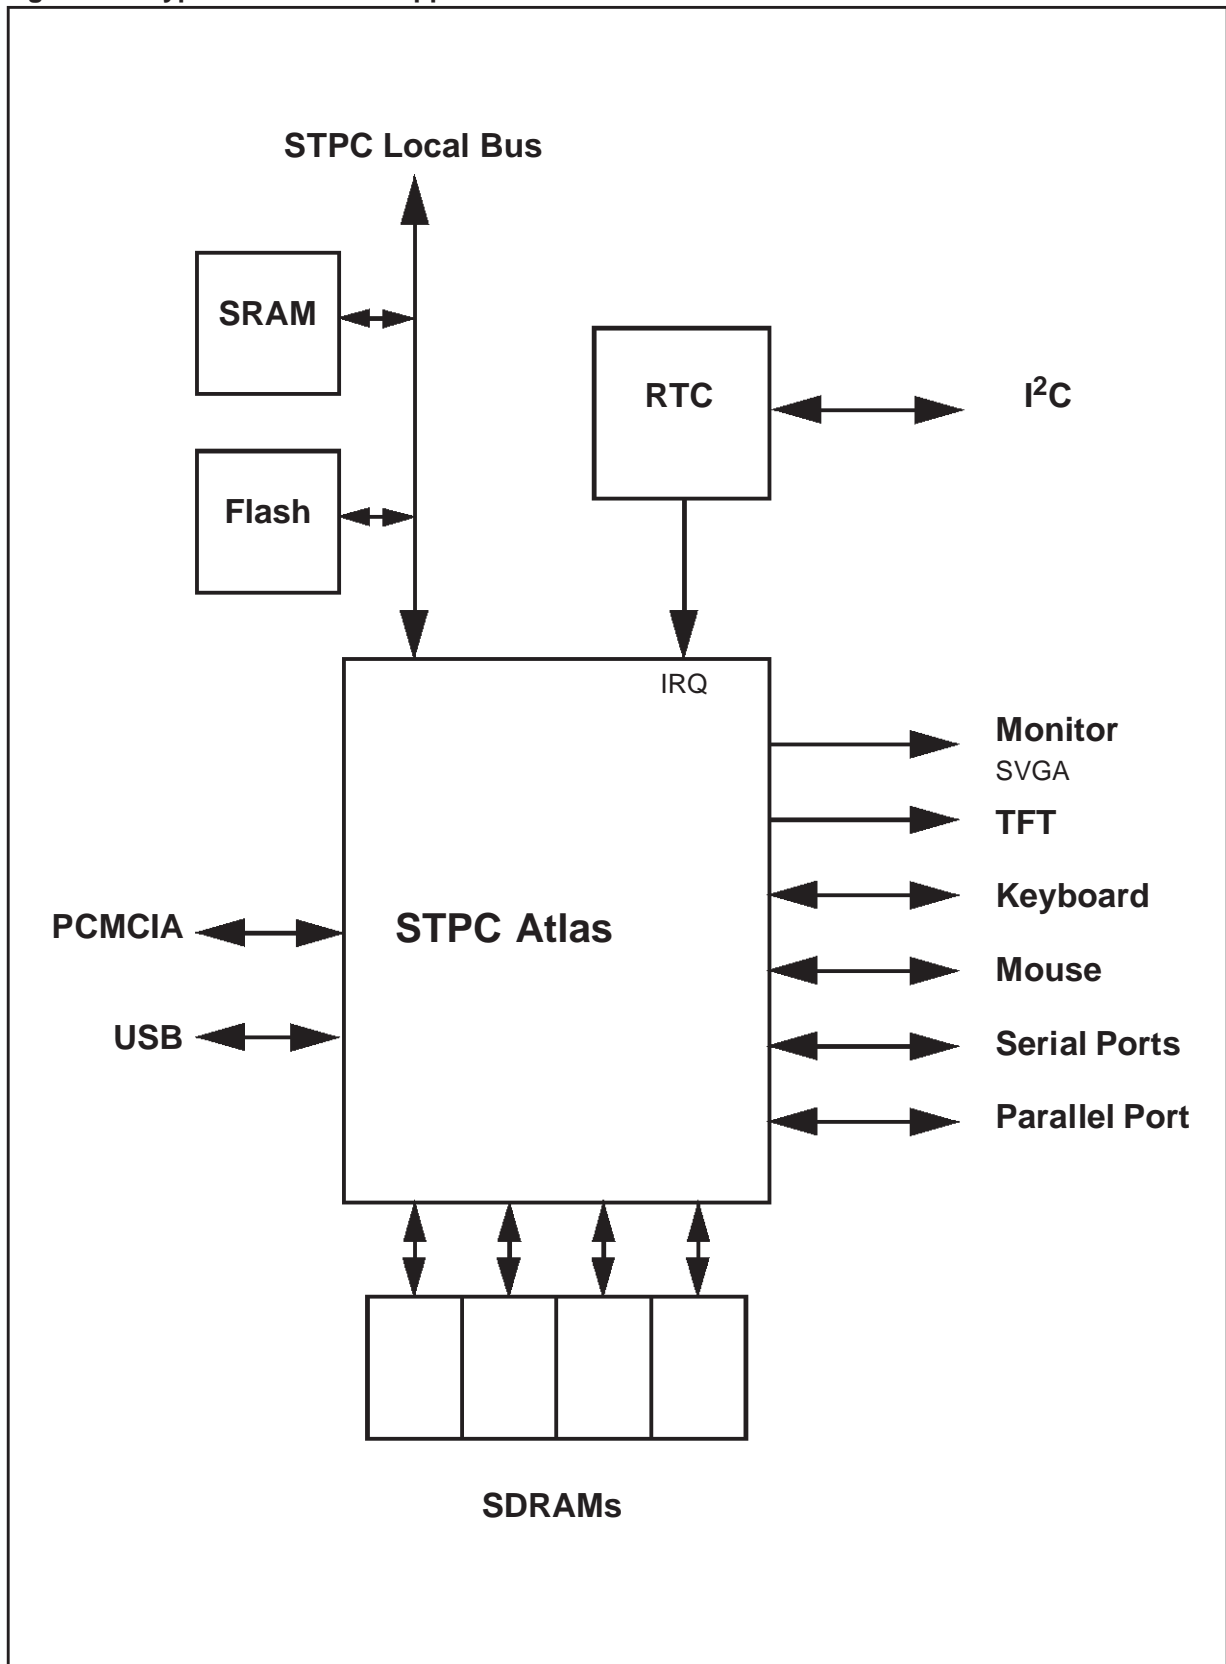 STPC Local Bus
SRAM
RTC
I²C
Flash
IRQ
Monitor
SVGA
TFT
Keyboard
PCMCIA
STPC Atlas
Mouse
USB
Serial Ports
Parallel Port
SDRAMs